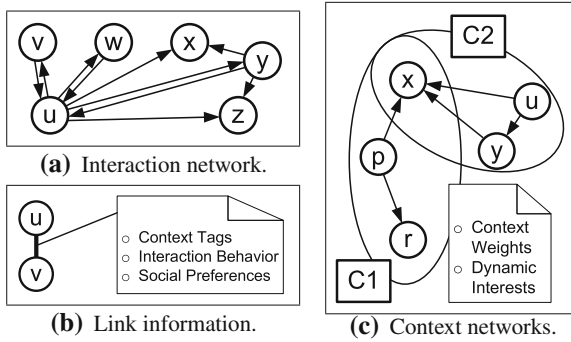 v
w
x
y
u
z
(a) Interaction network.
u
v
○ Context Tags
○ Interaction Behavior
○ Social Preferences
(b) Link information.
C2
x
u
p
y
r
C1
○ Context
Weights
○ Dynamic
Interests
(c) Context networks.